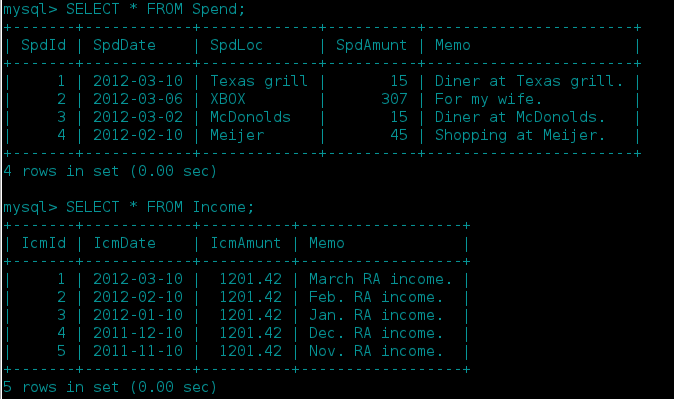 mysql> SELECT * FROM Spend;
+-------+------------+-------------+----------+-----------------------+
| SpdId | SpdDate    | SpdLoc      | SpdAmunt | Memo                  |
+-------+------------+-------------+----------+-----------------------+
|     1 | 2012-03-10 | Texas grill |       15 | Diner at Texas grill. |
|     2 | 2012-03-06 | XBOX        |      307 | For my wife.          |
|     3 | 2012-03-02 | McDonolds   |       15 | Diner at McDonolds.   |
|     4 | 2012-02-10 | Meijer      |       45 | Shopping at Meijer.   |
+-------+------------+-------------+----------+-----------------------+
4 rows in set (0.00 sec)
mysql> SELECT * FROM Income;
+-------+------------+----------+------------------+
| IcmId | IcmDate    | IcmAmunt | Memo             |
+-------+------------+----------+------------------+
|     1 | 2012-03-10 |  1201.42 | March RA income. |
|     2 | 2012-02-10 |  1201.42 | Feb. RA income.  |
|     3 | 2012-01-10 |  1201.42 | Jan. RA income.  |
|     4 | 2011-12-10 |  1201.42 | Dec. RA income.  |
|     5 | 2011-11-10 |  1201.42 | Nov. RA income.  |
+-------+------------+----------+------------------+
5 rows in set (0.00 sec)